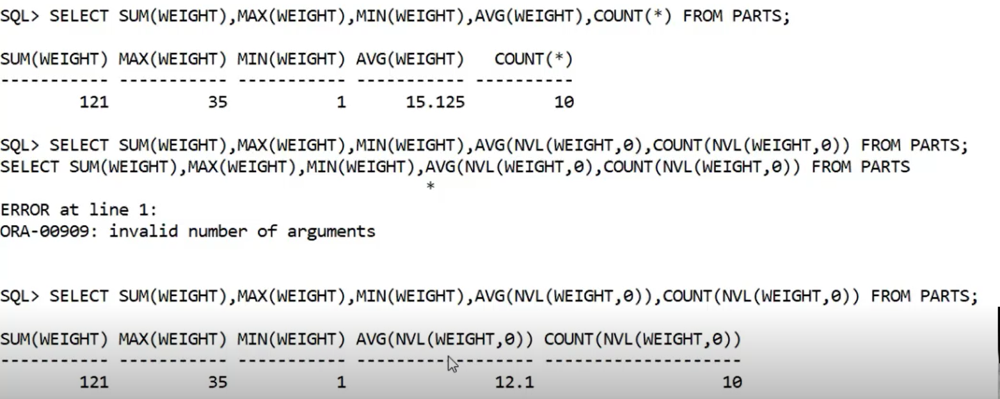 SQL> SELECT SUM(WEIGHT),MAX(WEIGHT),MIN(WEIGHT),AVG(WEIGHT),COUNT(*) FROM PARTS;
SUM(WEIGHT) MAX(WEIGHT) MIN(WEIGHT) AVG(WEIGHT)   COUNT(*)
----------- ----------- ----------- ----------- ----------
        121          35           1      15.125         10
SQL> SELECT SUM(WEIGHT),MAX(WEIGHT),MIN(WEIGHT),AVG(NVL(WEIGHT,0),COUNT(NVL(WEIGHT,0)) FROM PARTS;
SELECT SUM(WEIGHT),MAX(WEIGHT),MIN(WEIGHT),AVG(NVL(WEIGHT,0),COUNT(NVL(WEIGHT,0)) FROM PARTS
                                           *
ERROR at line 1:
ORA-00909: invalid number of arguments
SQL> SELECT SUM(WEIGHT),MAX(WEIGHT),MIN(WEIGHT),AVG(NVL(WEIGHT,0)),COUNT(NVL(WEIGHT,0)) FROM PARTS;
SUM(WEIGHT) MAX(WEIGHT) MIN(WEIGHT) AVG(NVL(WEIGHT,0)) COUNT(NVL(WEIGHT,0))
----------- ----------- ----------- ------------------ --------------------
        121          35           1               12.1                   10